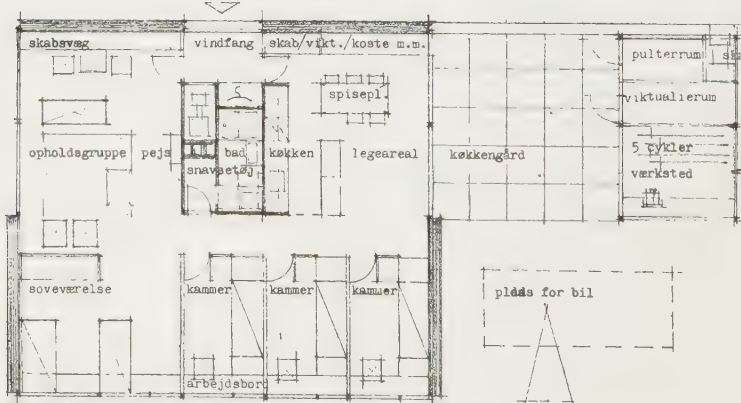 skabsvæg
vindfang
skab/vikt./koste m.m.
pulterrum
spisepl.
viktualierum
opholdsgruppe
pejs
bad
køkken
legeareal
køkkengård
5 cykler
snavsetøj
værksted
soveværelse
kammer
kammer
kammer
plads for bil
arbejdsbord